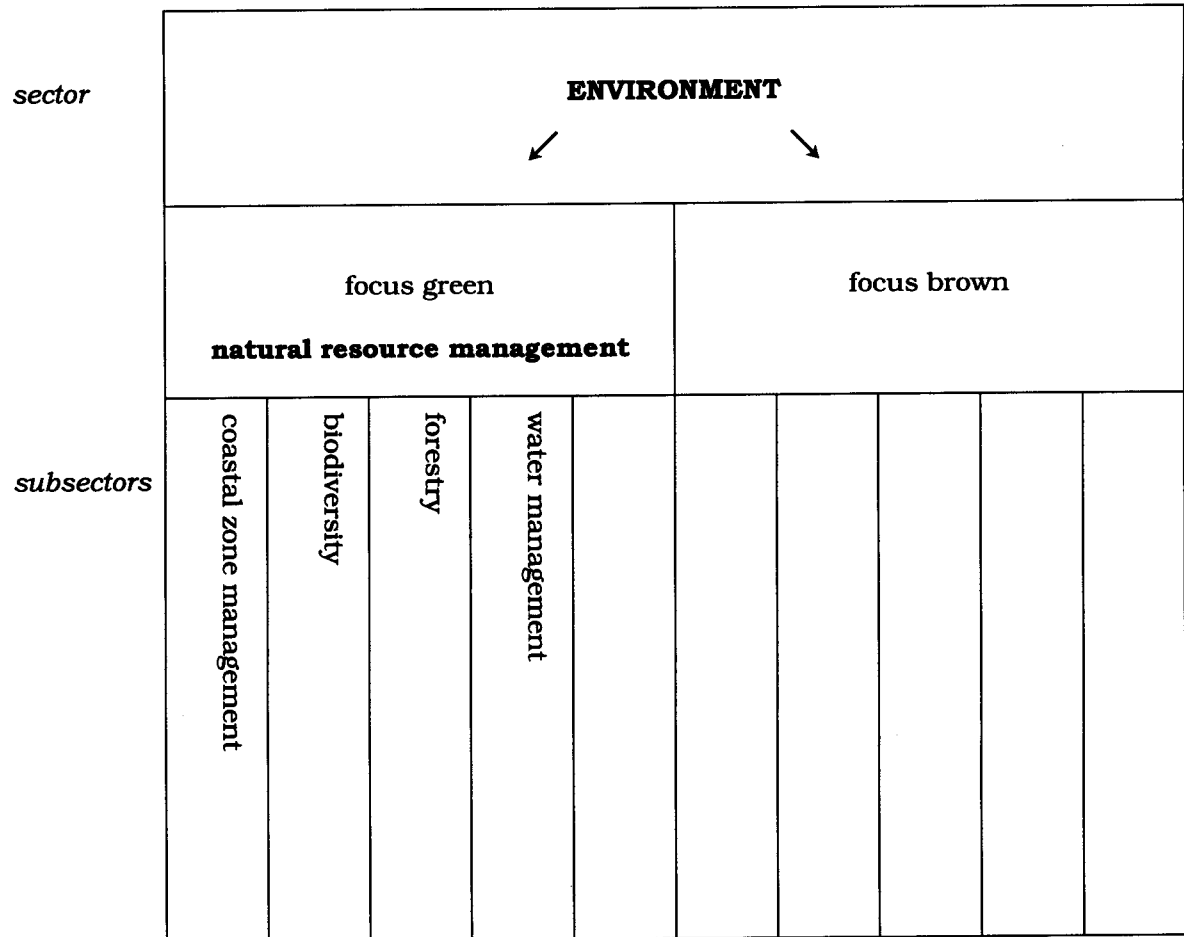 sector
ENVIRONMENT
focus green
focus brown
natural resource management
subsectors
coastal zone management
biodiversity
forestry
water management